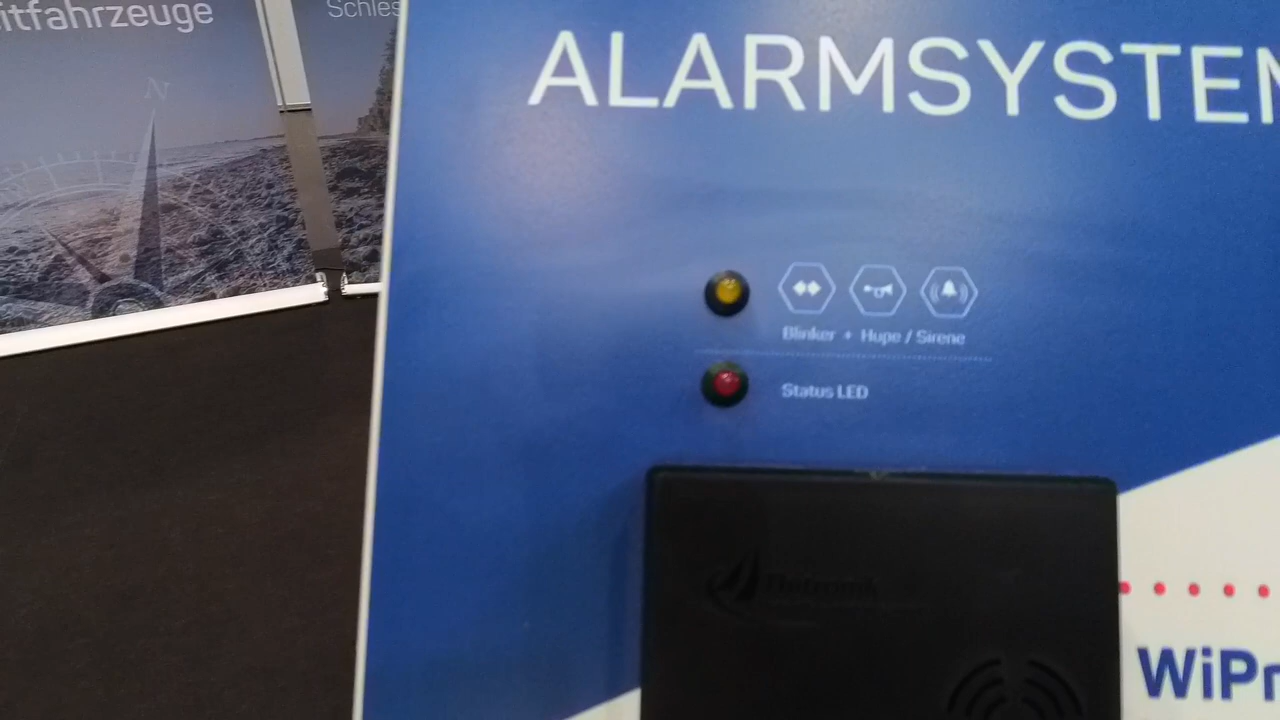 itfahrzeuge
Schles
N
ALARMSYSTEM
Blinker + Hupe / Sirene
Status LED
WiPr